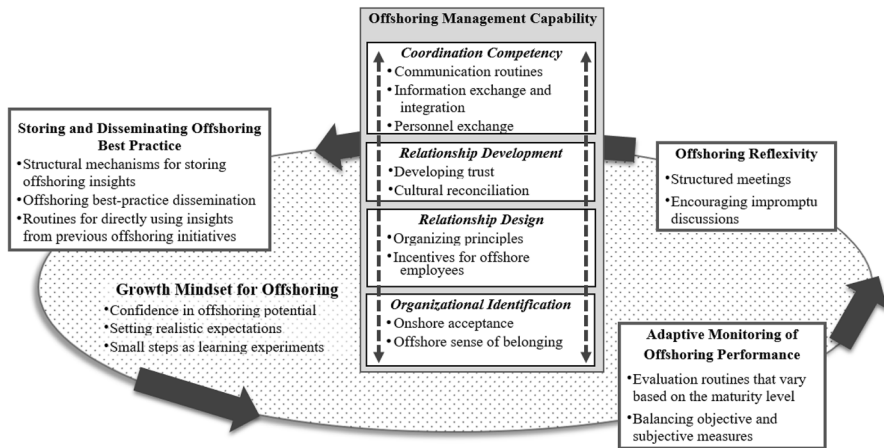 Offshoring Management Capability
Coordination Competency
•Communication routines
•Information exchange and
integration
•Personnel exchange
Relationship Development
•Developing trust
•Cultural reconciliation
Relationship Design
•Organizing principles
•Incentives for offshore
employees
Organizational Identification
•Onshore acceptance
•Offshore sense of belonging
Storing and Disseminating Offshoring
Best Practice
•Structural mechanisms for storing
offshoring insights
•Offshoring best-practice dissemination
•Routines for directly using insights
from previous offshoring initiatives
Growth Mindset for Offshoring
•Confidence in offshoring potential
•Setting realistic expectations
•Small steps as learning experiments
Offshoring Reflexivity
•Structured meetings
•Encouraging impromptu
discussions
Adaptive Monitoring of
Offshoring Performance
•Evaluation routines that vary
based on the maturity level
•Balancing objective and
subjective measures